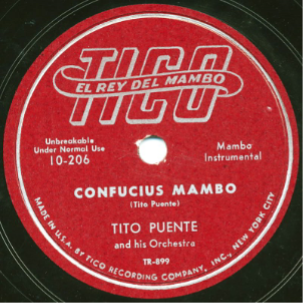 TICO
EL REY DEL MAMBO
Unbreakable
Under Normal Use
10-206
Mambo
Instrumental
CONFUCIUS MAMBO
(Tito Puente)
TITO PUENTE
and his Orchestra
TR-899
MADE IN U.S.A. BY TICO RECORDING COMPANY, INC., NEW YORK CITY